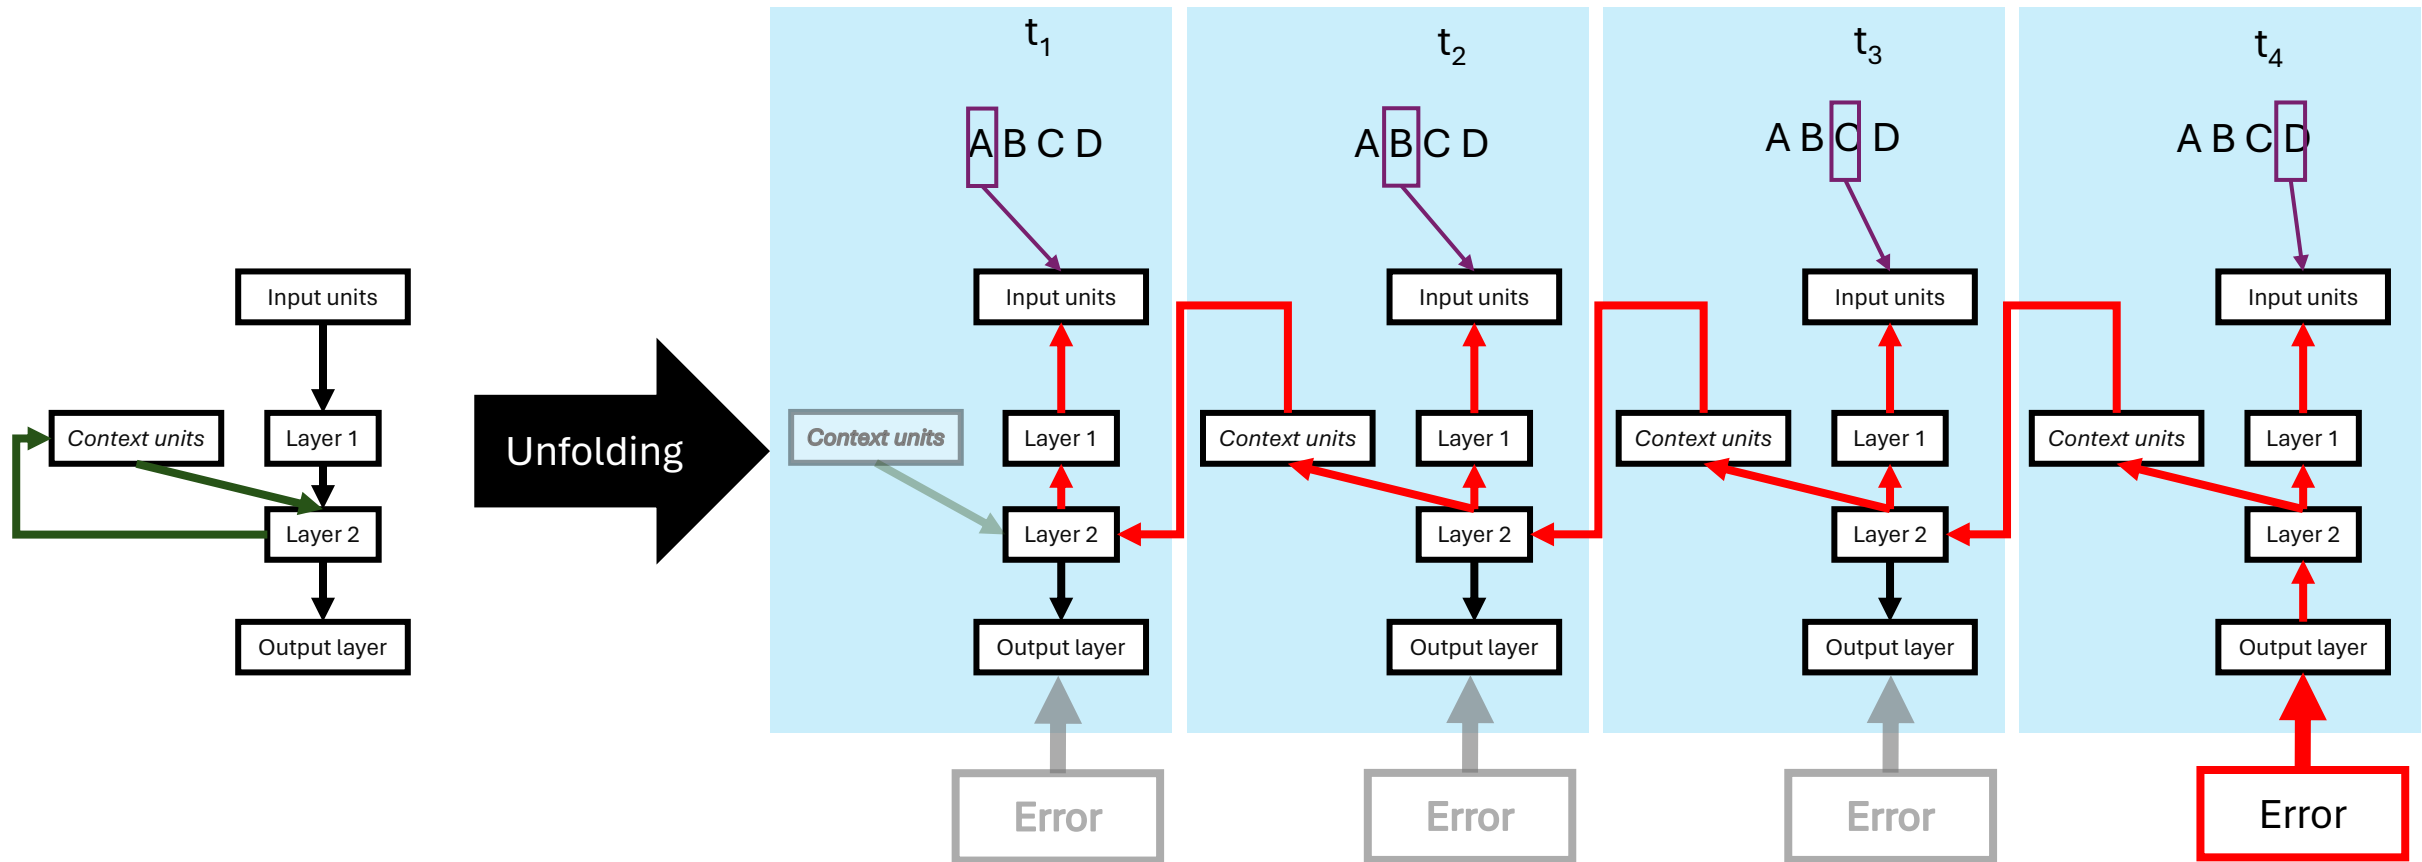 Input units
Context units
Layer 1
Layer 2
Output layer
Unfolding
t₁
A B C D
Input units
Context units
Layer 1
Layer 2
Output layer
Error
t₂
A B C D
Input units
Context units
Layer 1
Layer 2
Output layer
Error
t₃
A B C D
Input units
Context units
Layer 1
Layer 2
Output layer
Error
t₄
A B C D
Input units
Context units
Layer 1
Layer 2
Output layer
Error